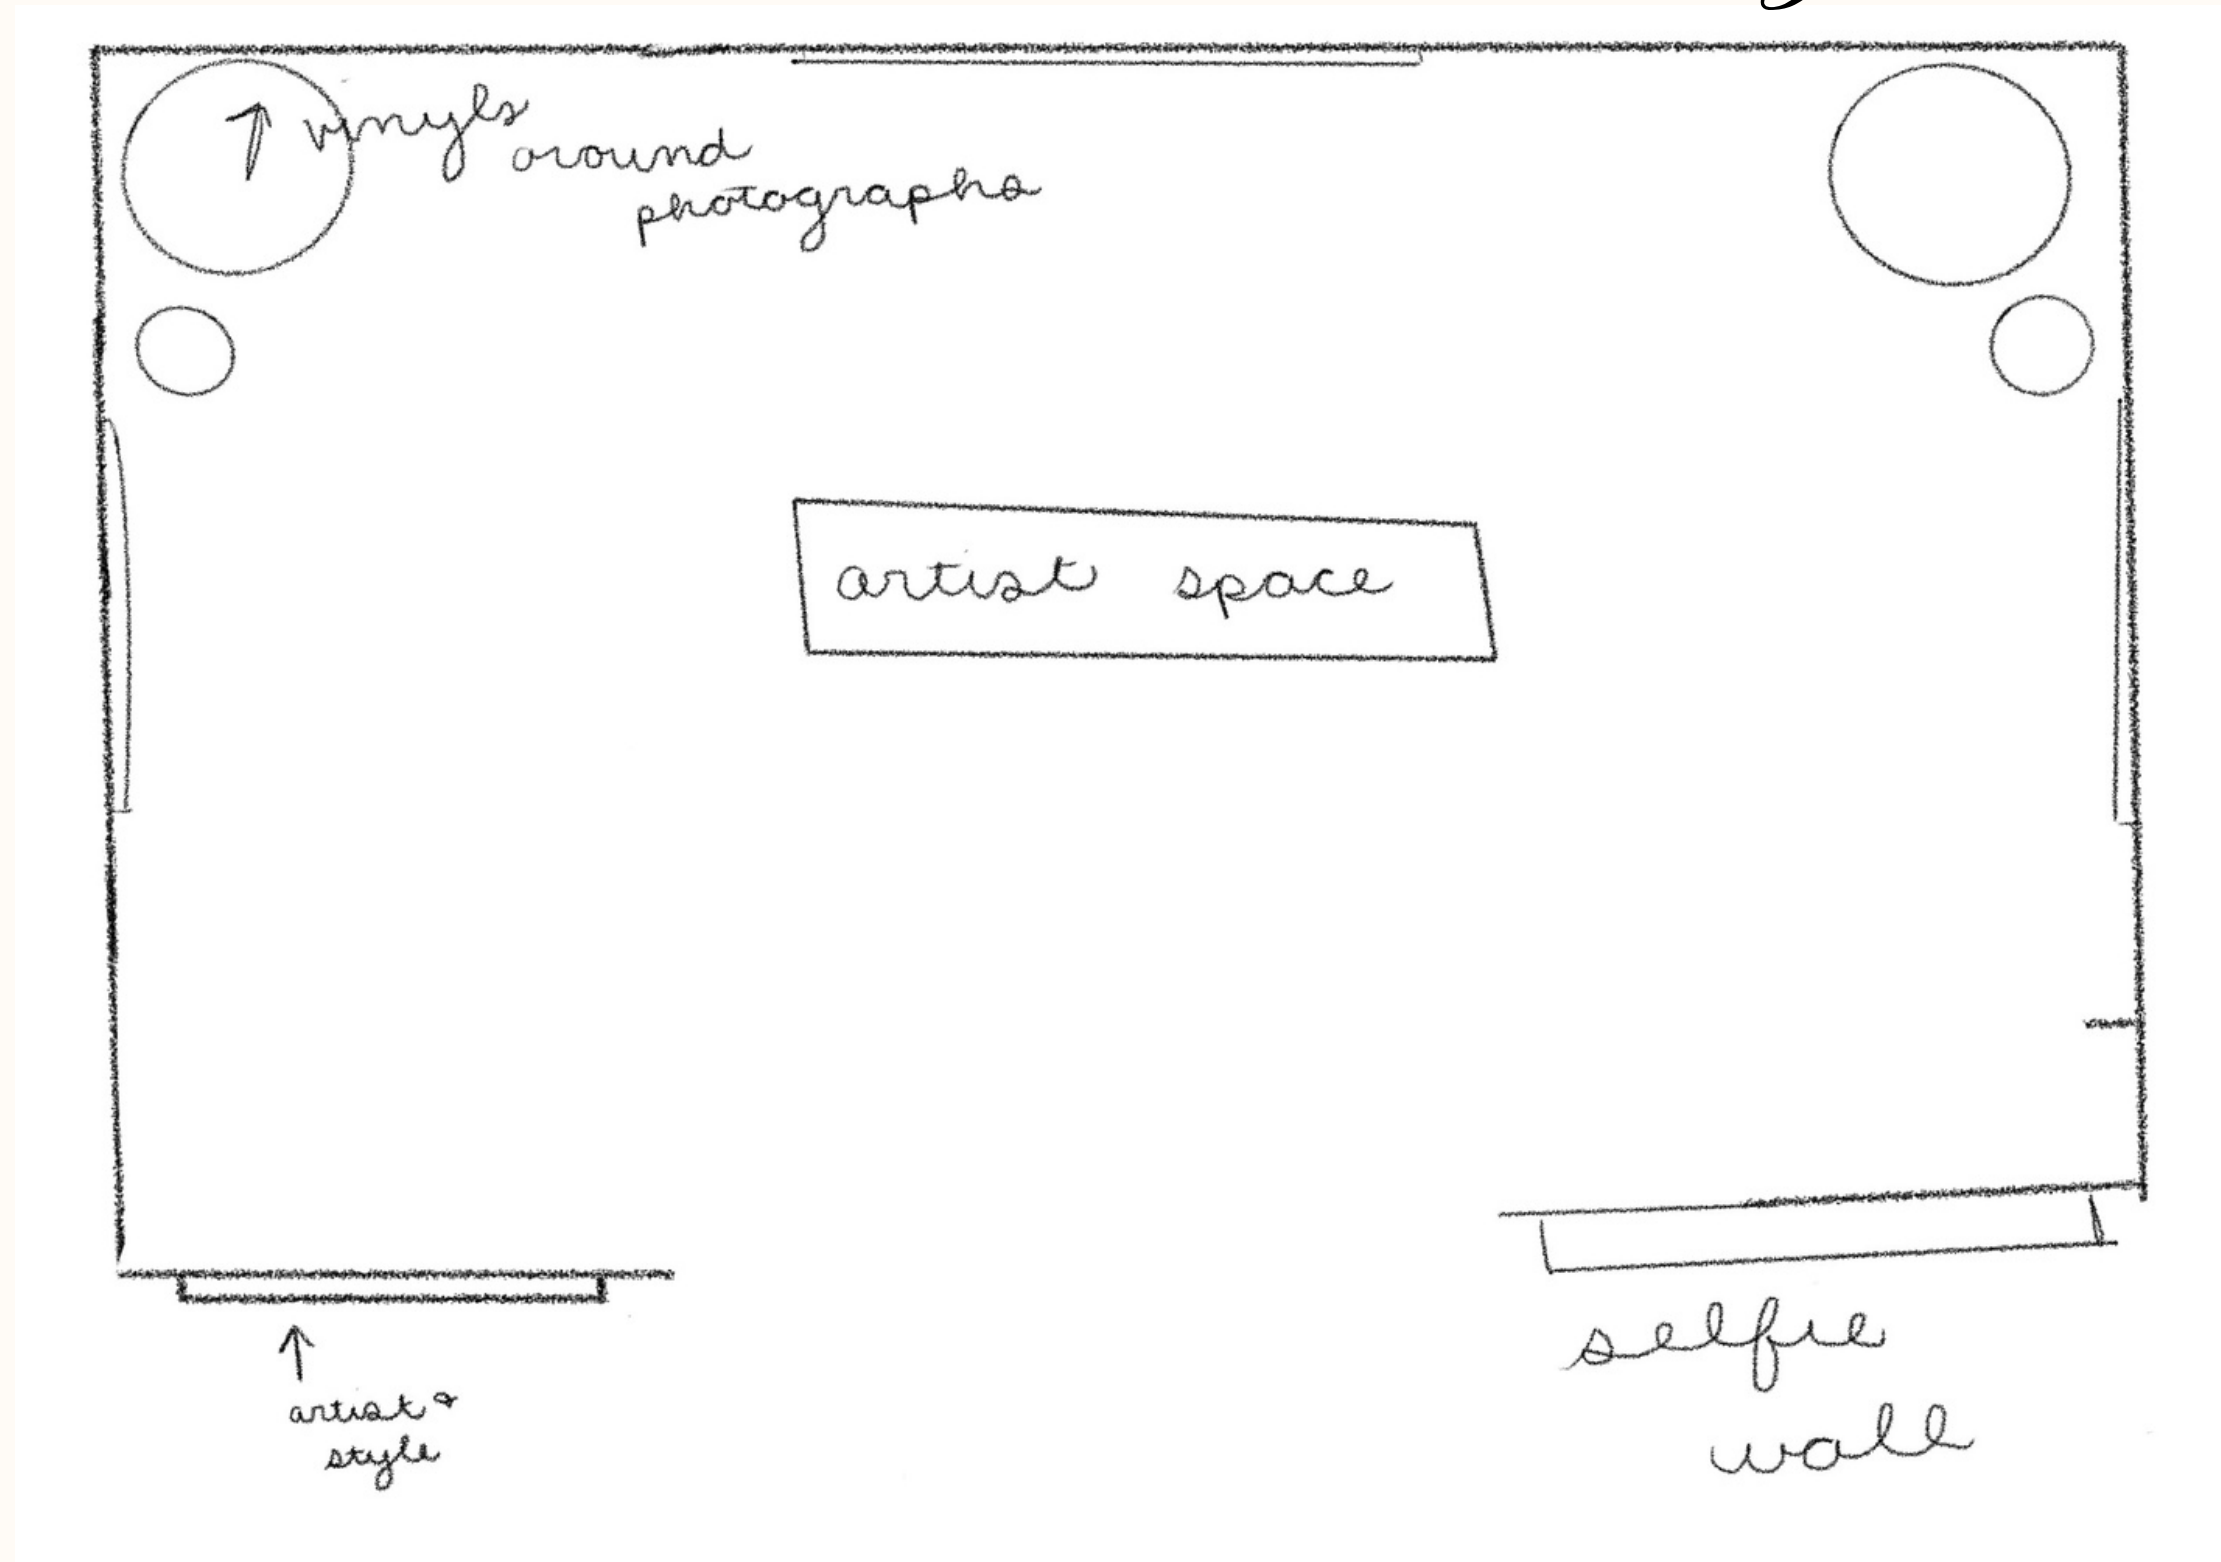 vinyls
around
photographs
artist space
artist &
style
selfie
wall